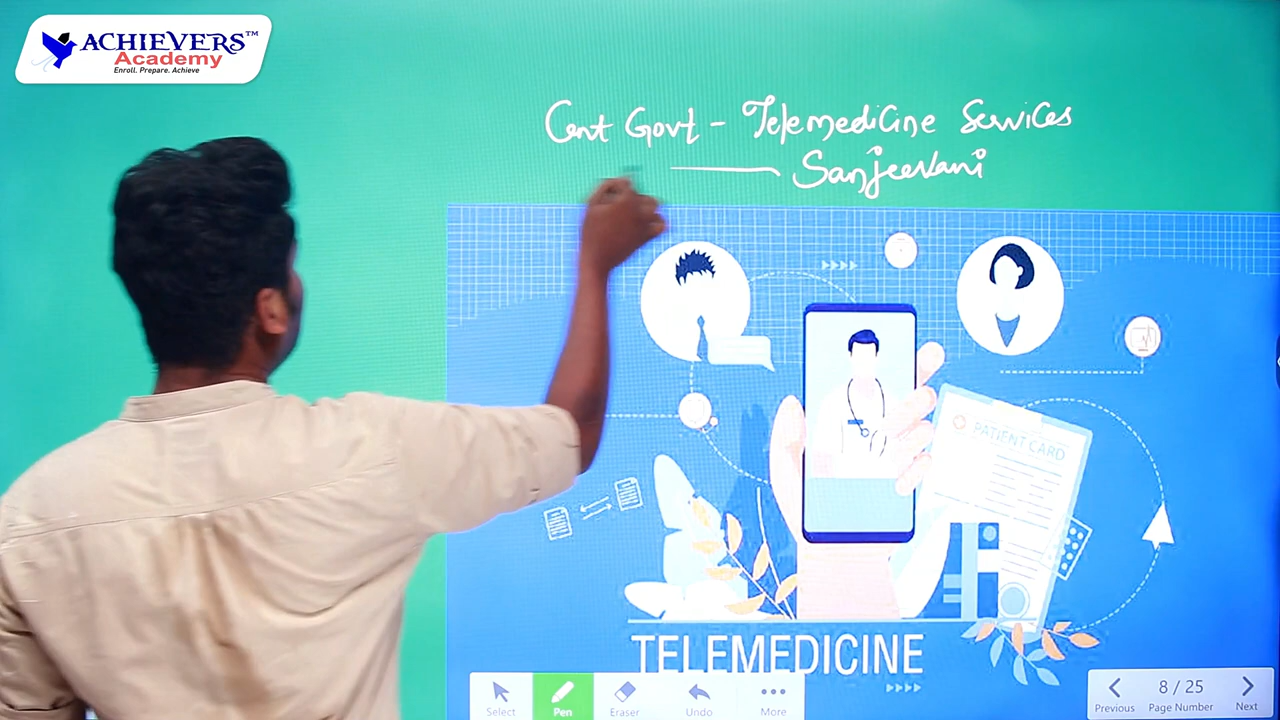 ACHIEVERS™
Academy
Enroll. Prepare. Achieve
Cent Govt - Telemedicine Services
Sanjeevani
PATIENT CARD
TELEMEDICINE
Select
Pen
Eraser
Undo
More
Previous
8 / 25
Page Number
Next